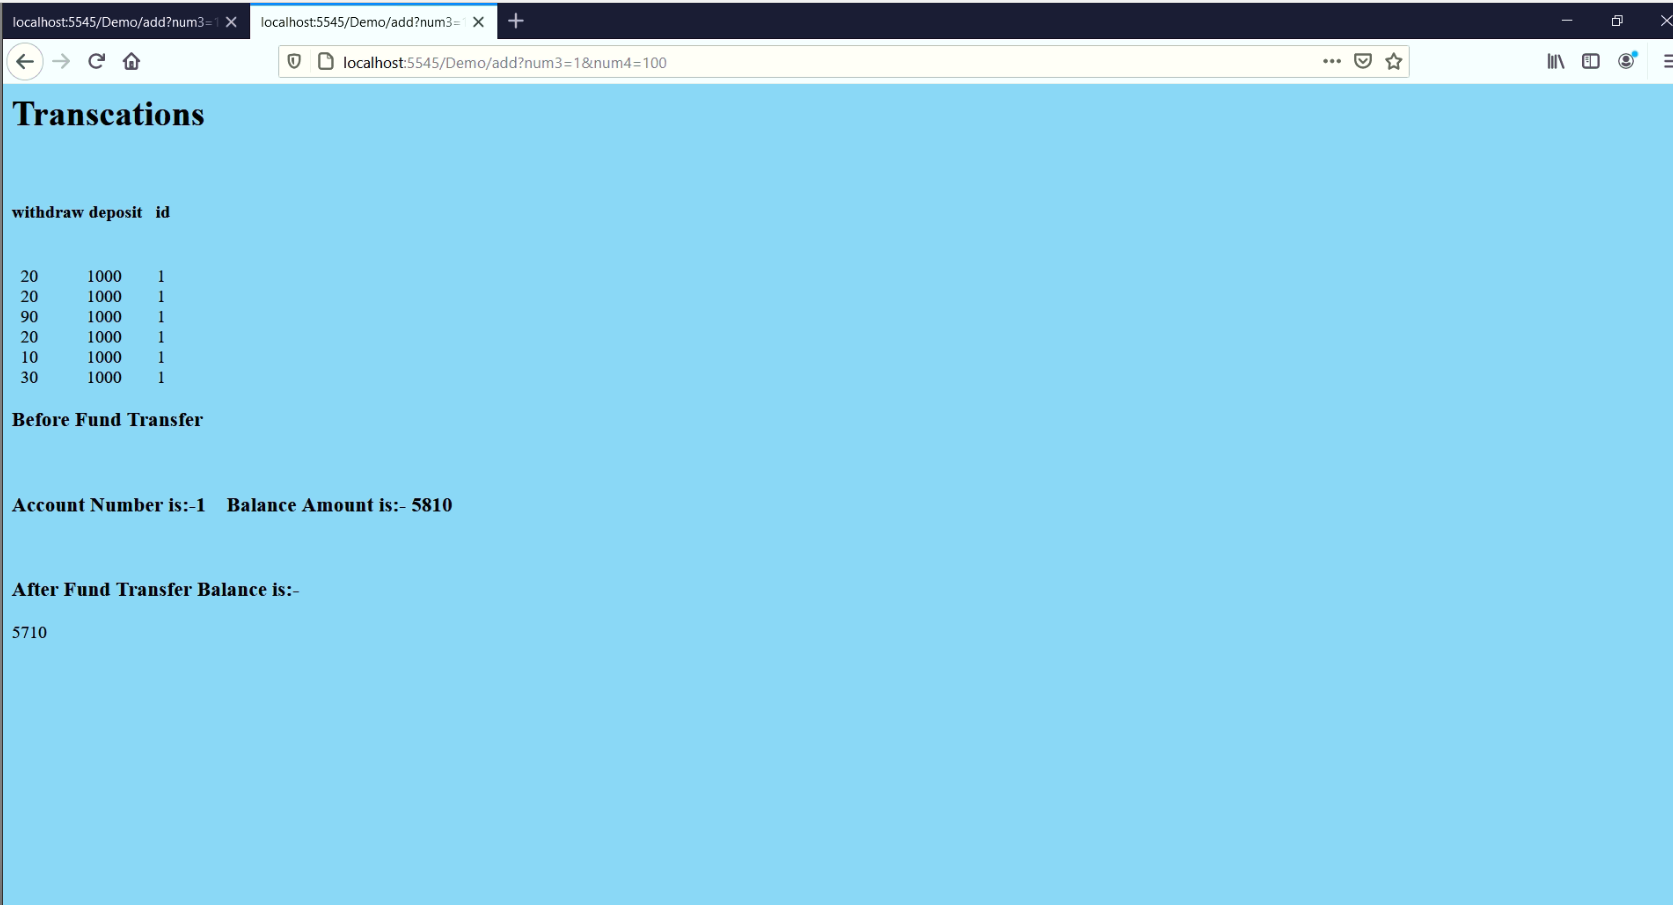 localhost:5545/Demo/add?num3=1 localhost:5545/Demo/add?num3=
localhost:5545/Demo/add?num3=1&num4=100
Transcations
withdraw deposit id
20 1000 1
20 1000 1
90 1000 1
20 1000 1
10 1000 1
30 1000 1
Before Fund Transfer
Account Number is:-1 Balance Amount is:- 5810
After Fund Transfer Balance is:-
5710